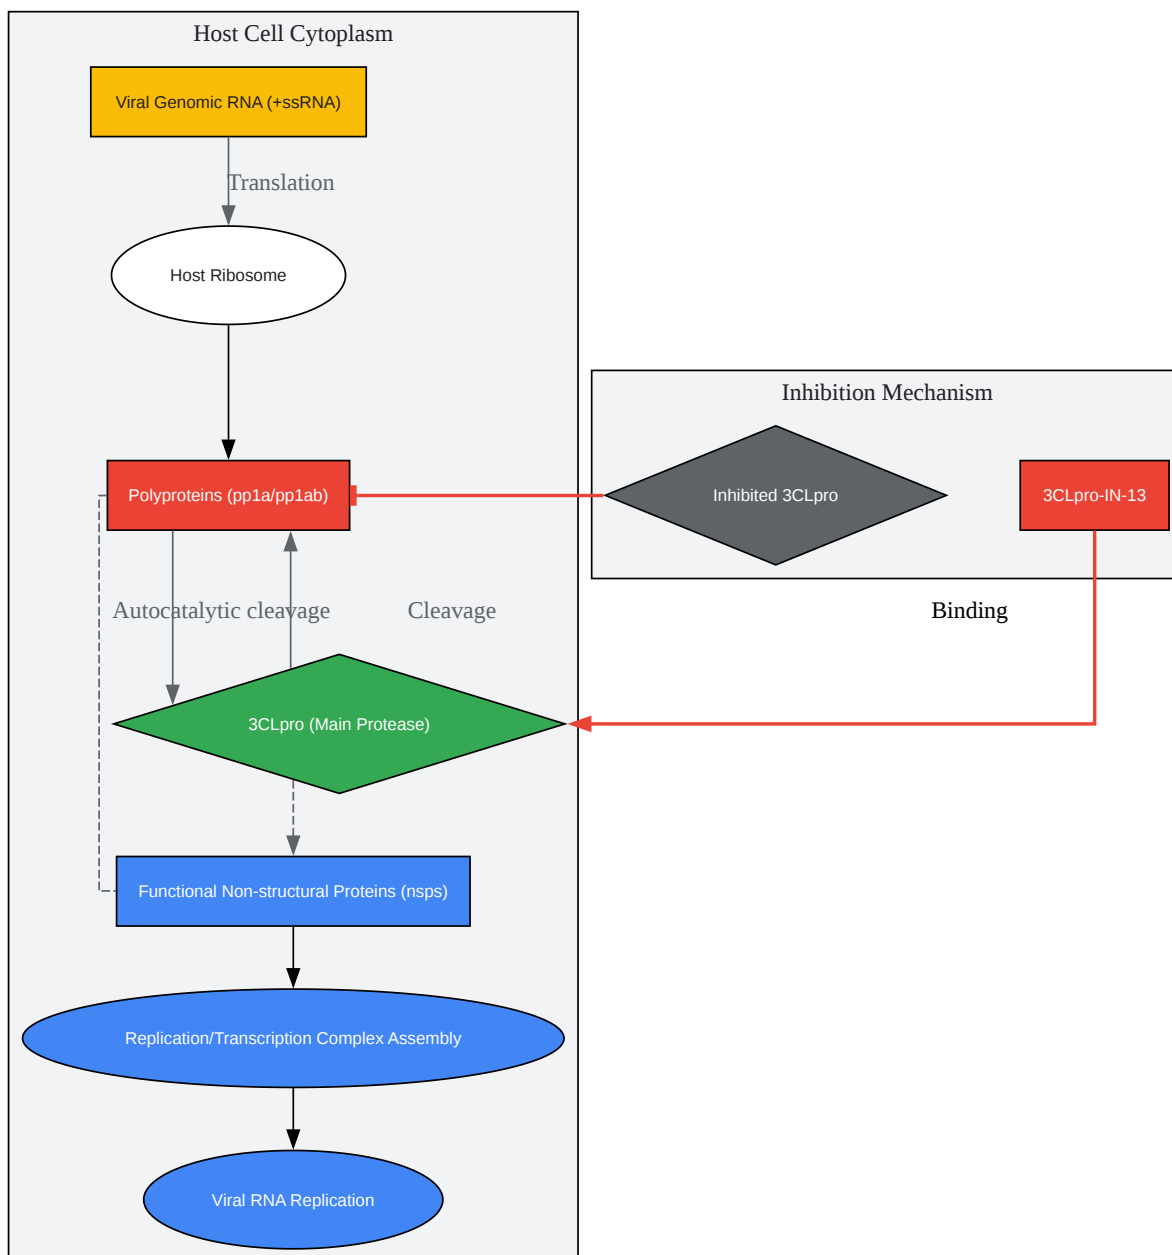 Host Cell Cytoplasm
Viral Genomic RNA (+ssRNA)
Translation
Host Ribosome
Inhibition Mechanism
Polyproteins (pp1a/pp1ab)
Inhibited 3CLpro
3CLpro-IN-13
Autocatalytic cleavage
Cleavage
Binding
3CLpro (Main Protease)
Functional Non-structural Proteins (nsps)
Replication/Transcription Complex Assembly
Viral RNA Replication